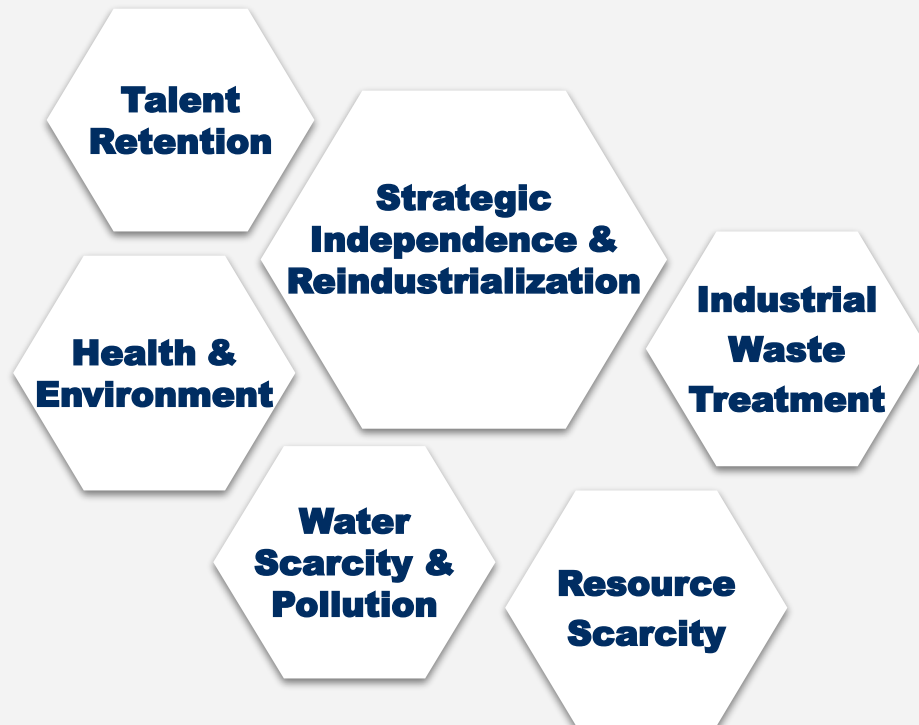 Talent
Retention
Strategic
Independence &
Reindustrialization
Industrial
Waste
Treatment
Health &
Environment
Water
Scarcity &
Pollution
Resource
Scarcity